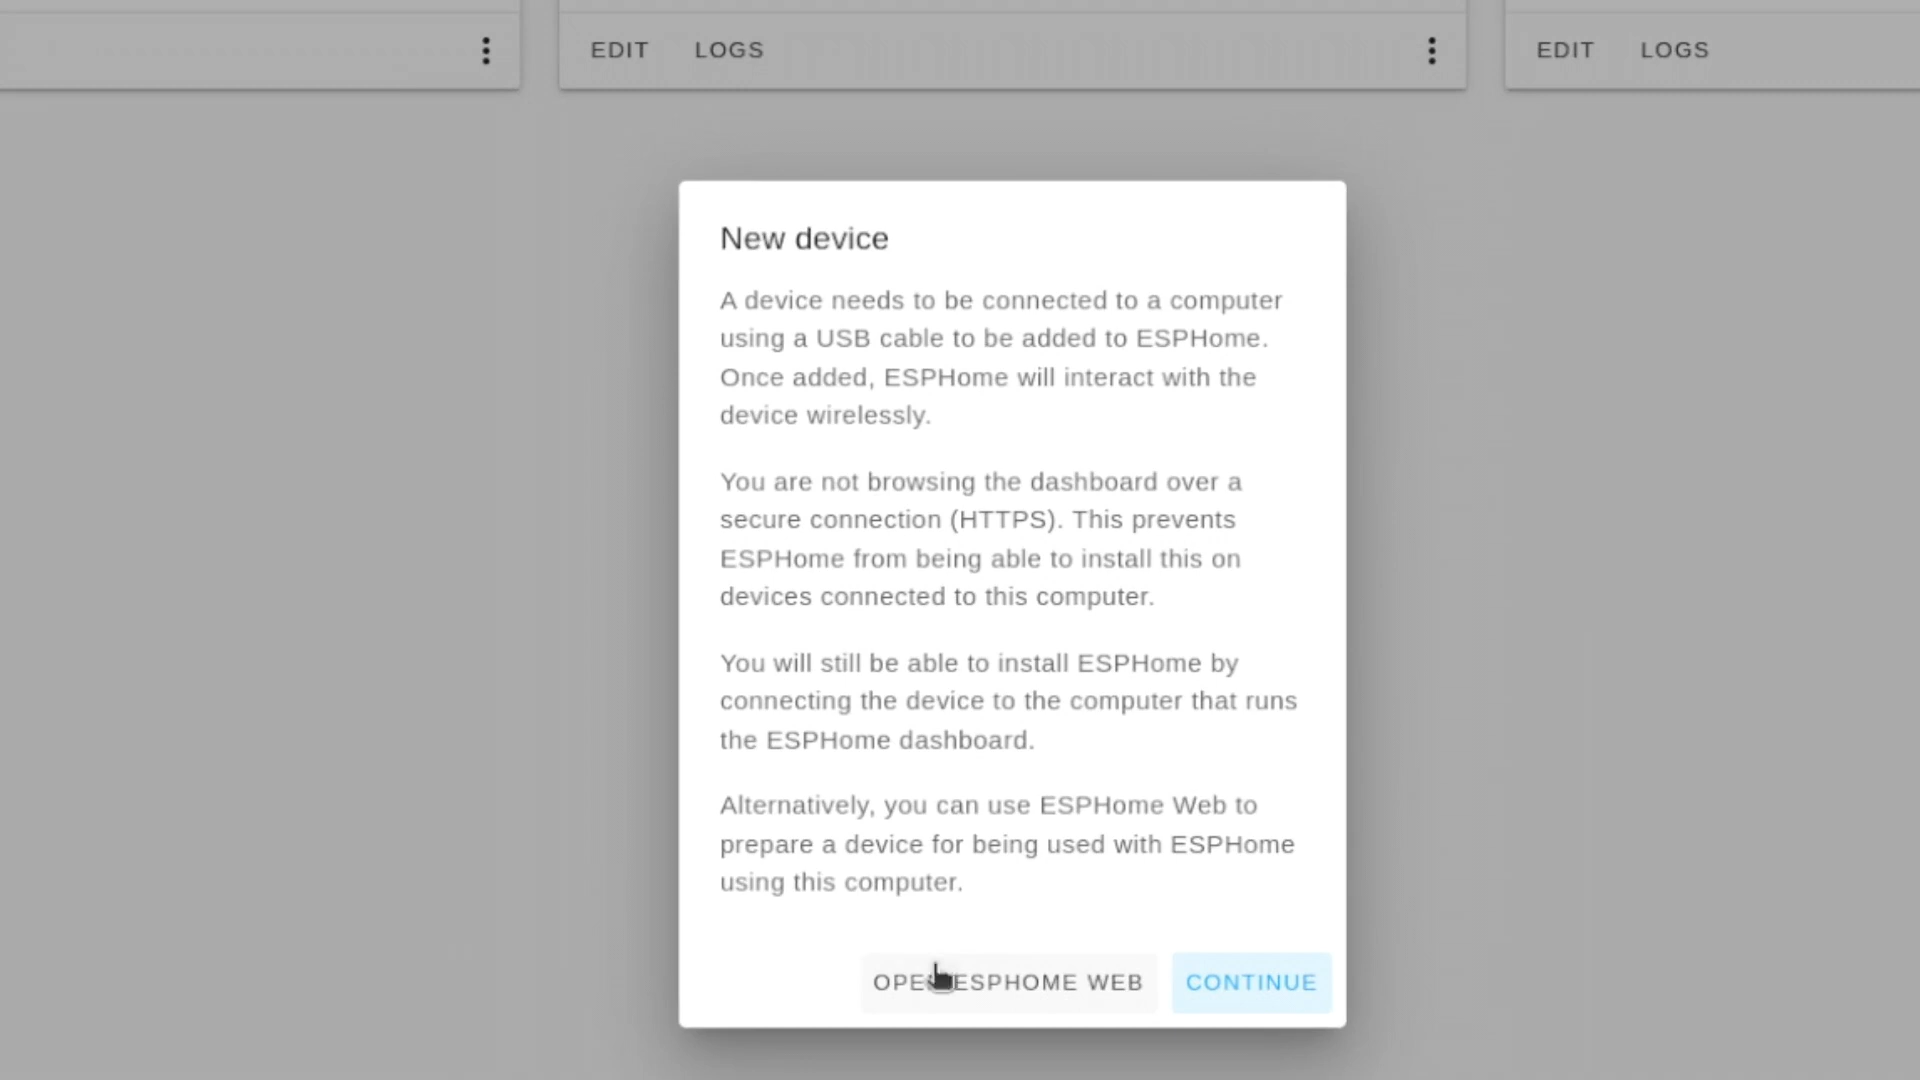 EDIT LOGS
EDIT LOGS
New device
A device needs to be connected to a computer
using a USB cable to be added to ESPHome.
Once added, ESPHome will interact with the
device wirelessly.
You are not browsing the dashboard over a
secure connection (HTTPS). This prevents
ESPHome from being able to install this on
devices connected to this computer.
You will still be able to install ESPHome by
connecting the device to the computer that runs
the ESPHome dashboard.
Alternatively, you can use ESPHome Web to
prepare a device for being used with ESPHome
using this computer.
OPEN ESPHOME WEB
CONTINUE